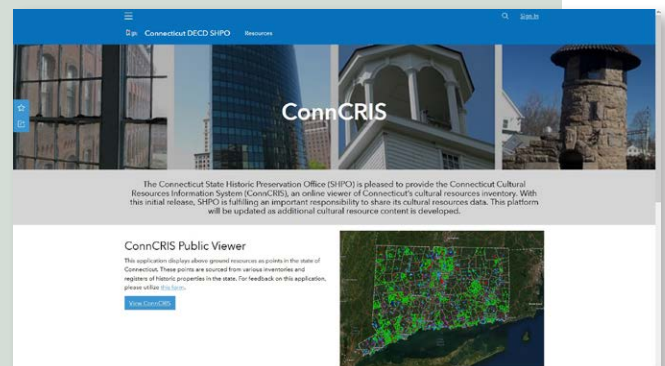 Sign In
Connecticut DECD SHPO Resources
ConnCRIS
The Connecticut State Historic Preservation Office (SHPO) is pleased to provide the Connecticut Cultural
Resources Information System (ConnCRIS), an online viewer of Connecticut's cultural resources inventory. With
this initial release, SHPO is fulfilling an important responsibility to share its cultural resources data. This platform
will be updated as additional cultural resource content is developed.
ConnCRIS Public Viewer
This application displays above ground resources as points in the state of
Connecticut. These points are sourced from various inventories and
registers of historic properties in the state. For feedback on this application,
please utilize this form.
View ConnCRIS